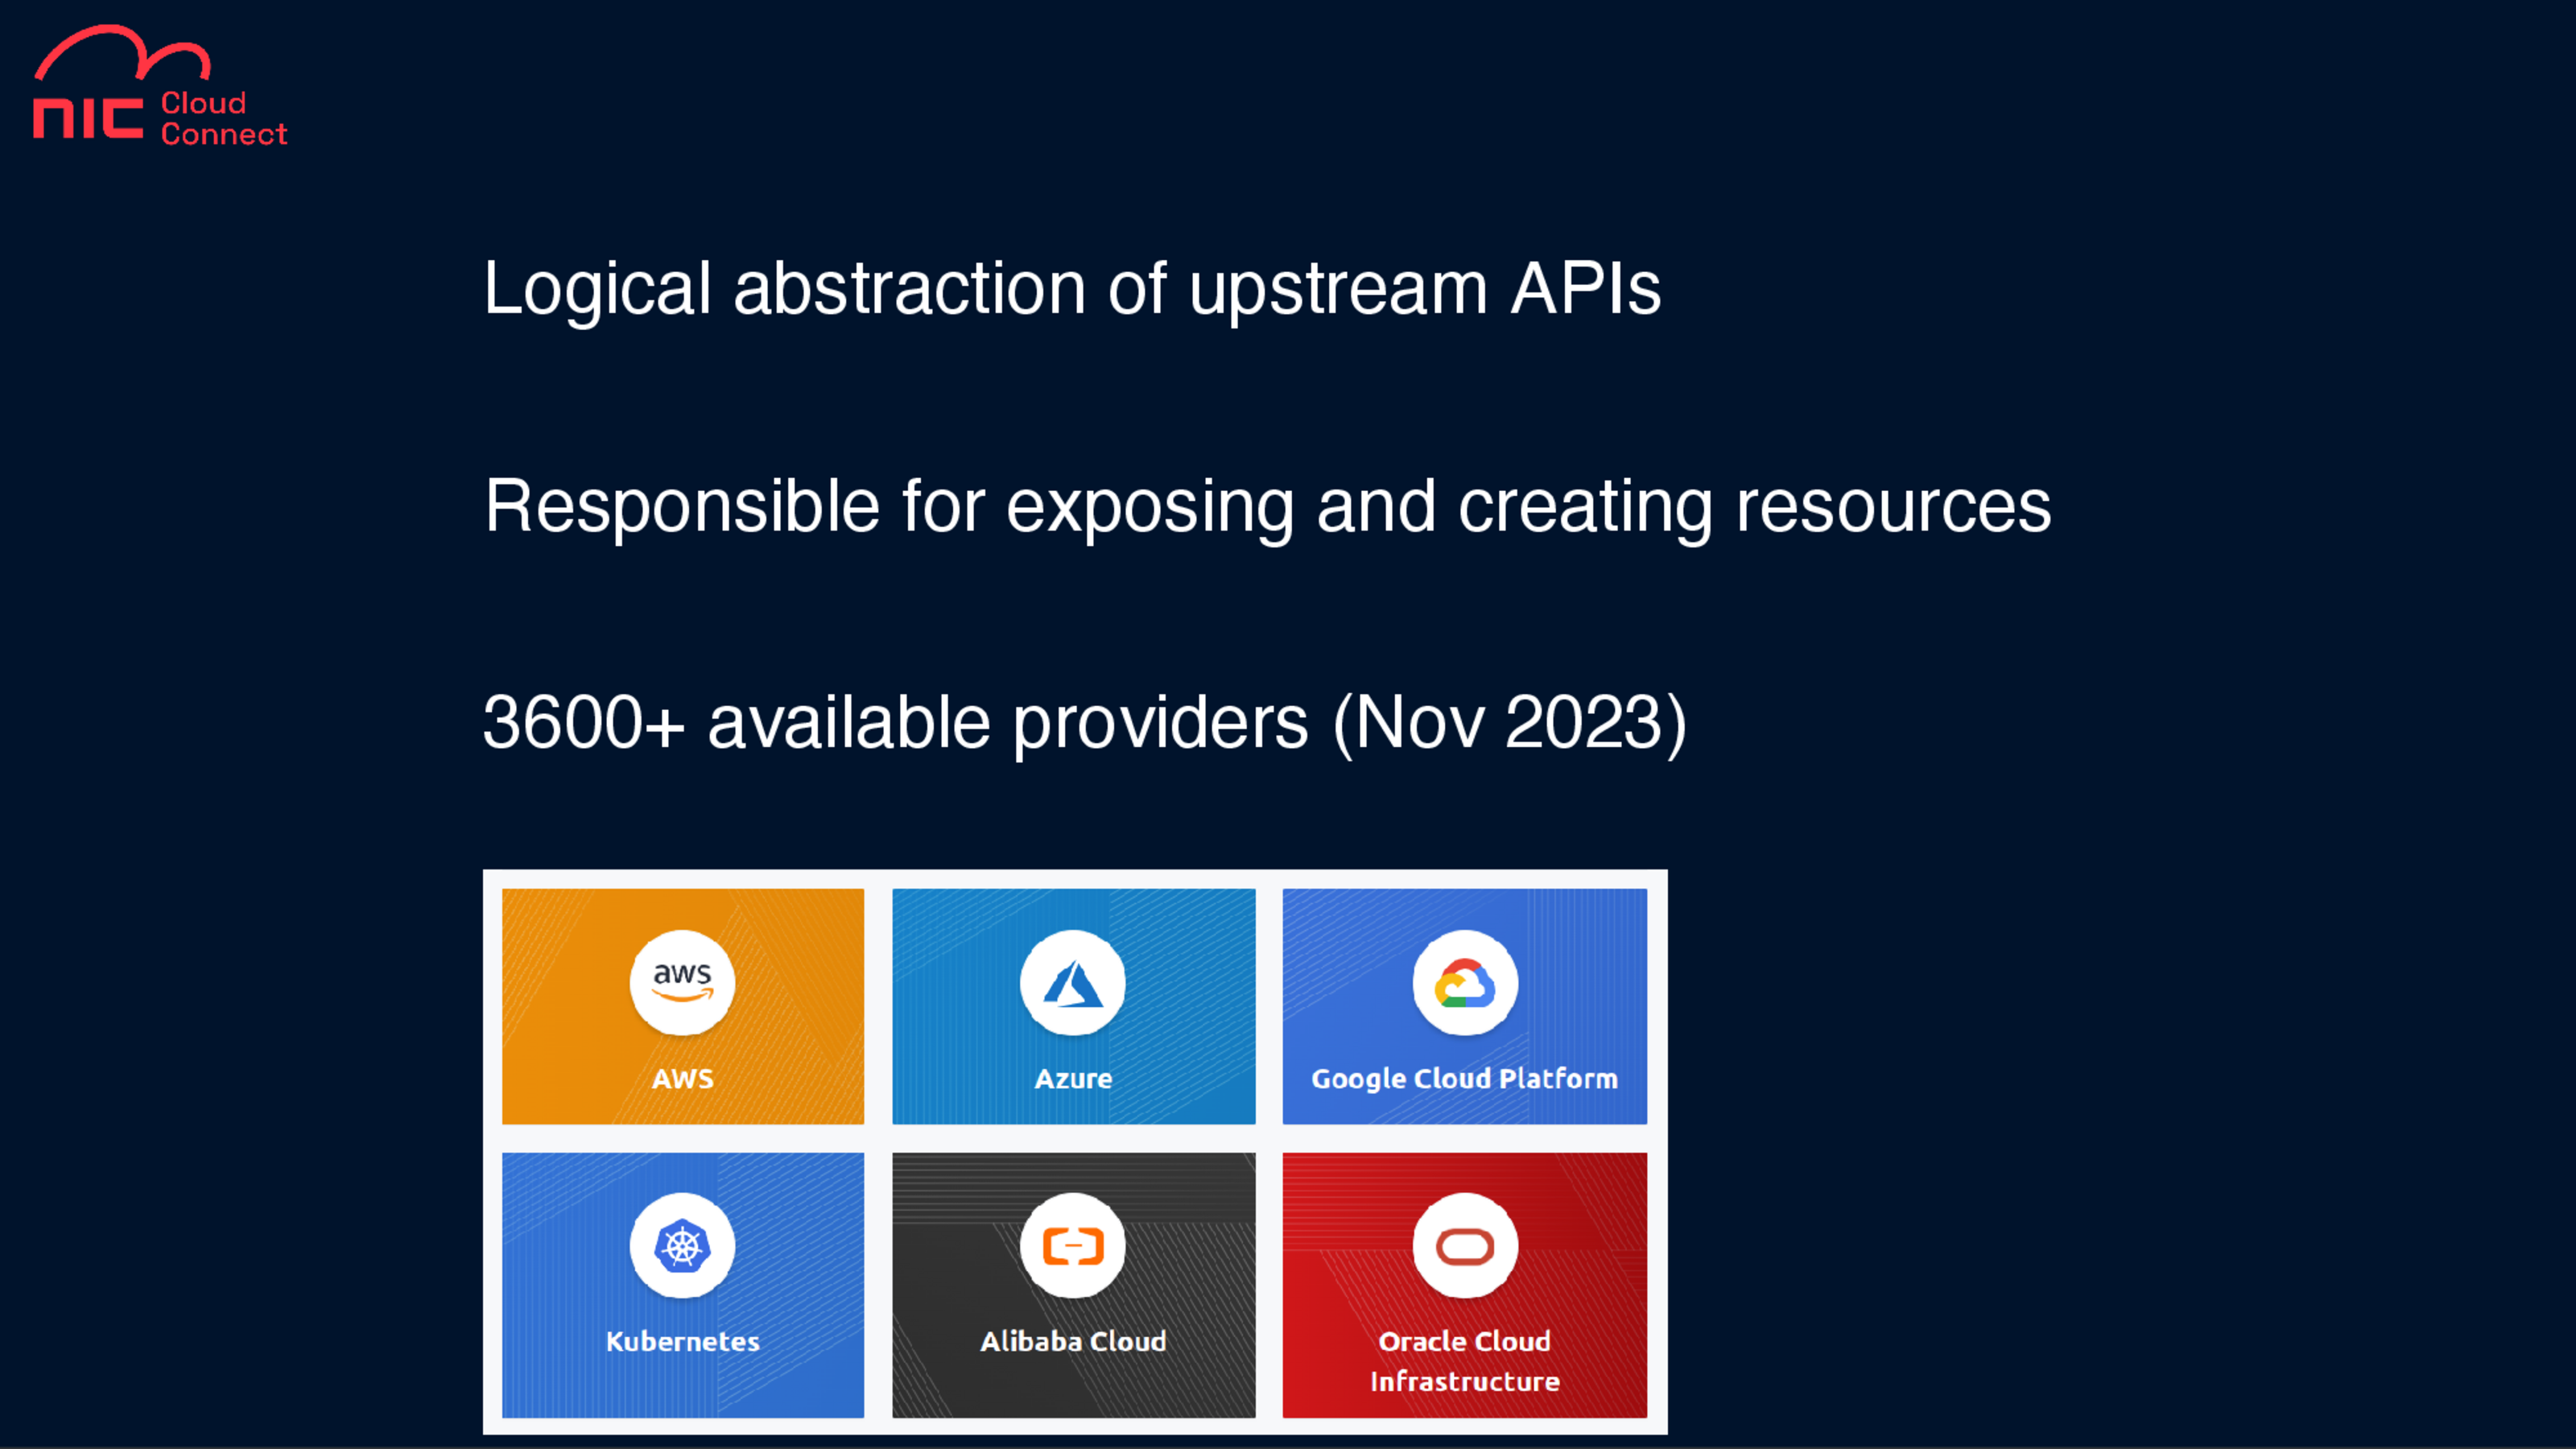 nic Cloud
Connect
Logical abstraction of upstream APIs
Responsible for exposing and creating resources
3600+ available providers (Nov 2023)
aws
AWS
Azure
Google Cloud Platform
Kubernetes
Alibaba Cloud
Oracle Cloud
Infrastructure